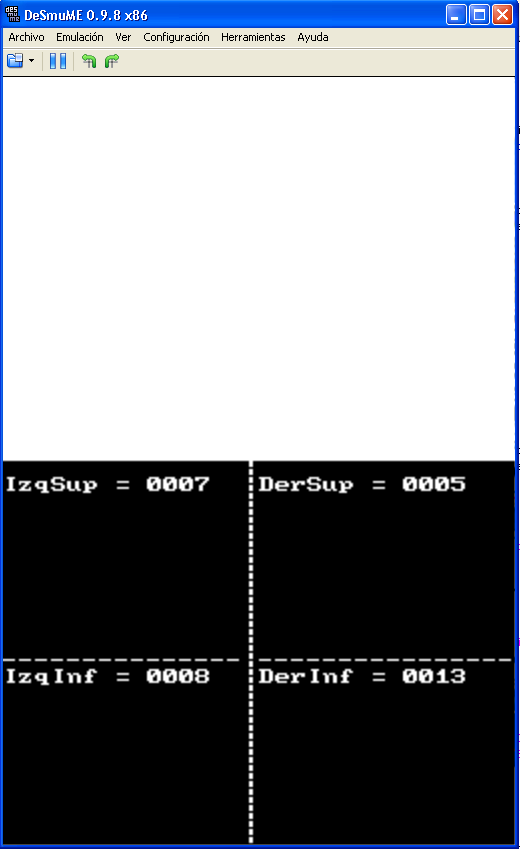 DeSmuME 0.9.8 x86
Archivo Emulación Ver Configuración Herramientas Ayuda
IzqSup = 0007 DerSup = 0005
IzqInf = 0008 DerInf = 0013